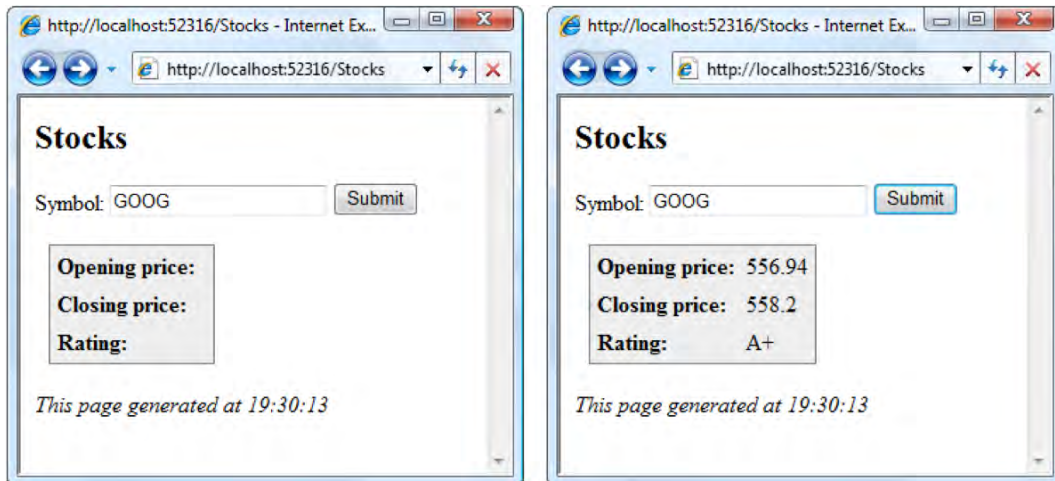 http://localhost:52316/Stocks - Internet Ex...
http://localhost:52316/Stocks
Stocks
Symbol: GOOG Submit
Opening price:
Closing price:
Rating:
This page generated at 19:30:13
http://localhost:52316/Stocks - Internet Ex...
http://localhost:52316/Stocks
Stocks
Symbol: GOOG Submit
Opening price: 556.94
Closing price: 558.2
Rating: A+
This page generated at 19:30:13